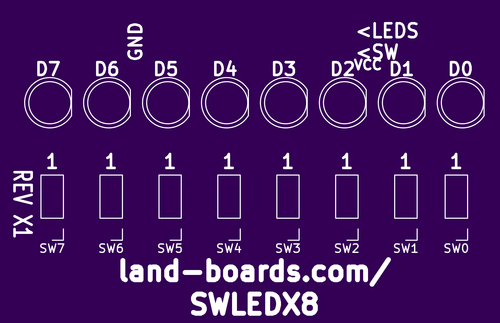 GND
<LEDS
<SW
VCC
D7 D6 D5 D4 D3 D2 D1 D0
1 1 1 1 1 1 1 1
REV X1
SW7 SW6 SW5 SW4 SW3 SW2 SW1 SW0
land-boards.com/
SWLEDX8